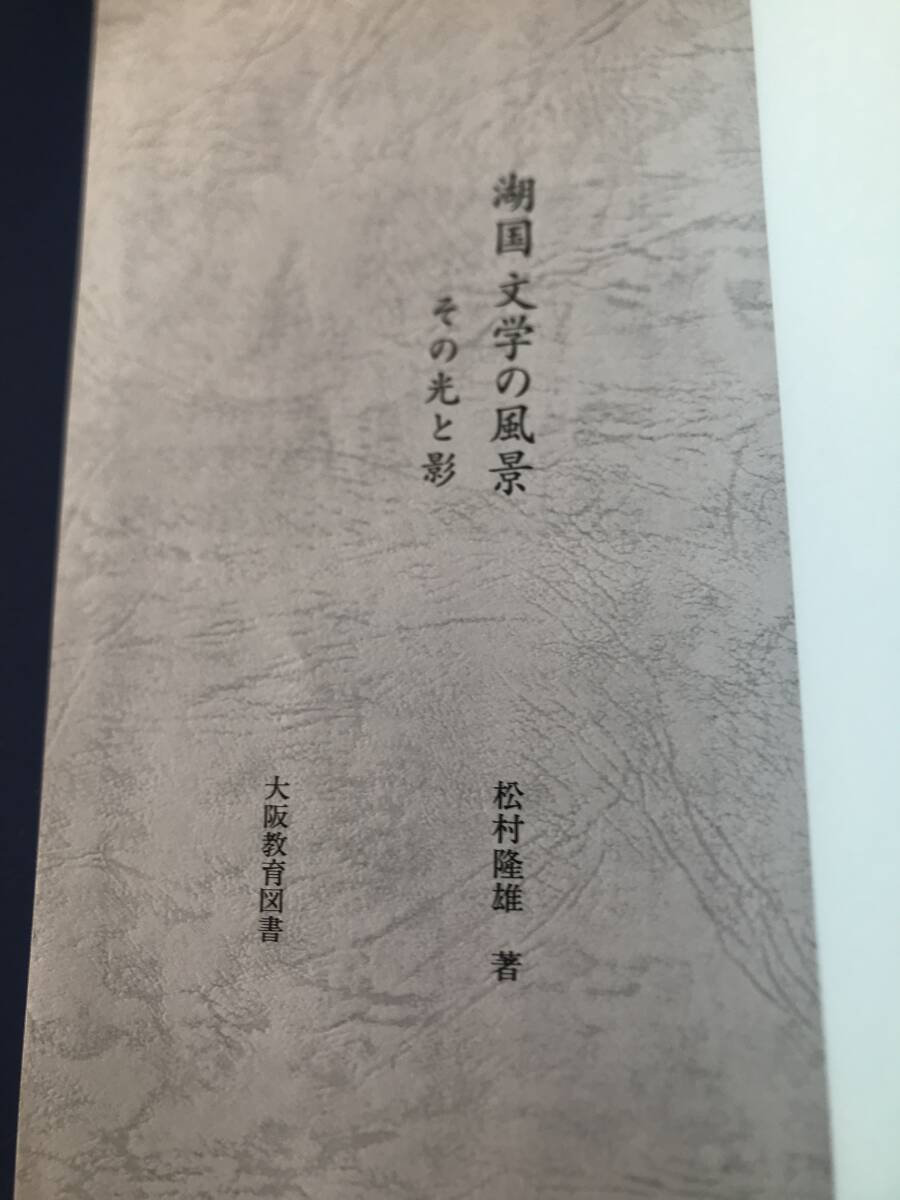 湖国 文学の風景
その光と影
松村隆雄 著
大阪教育図書